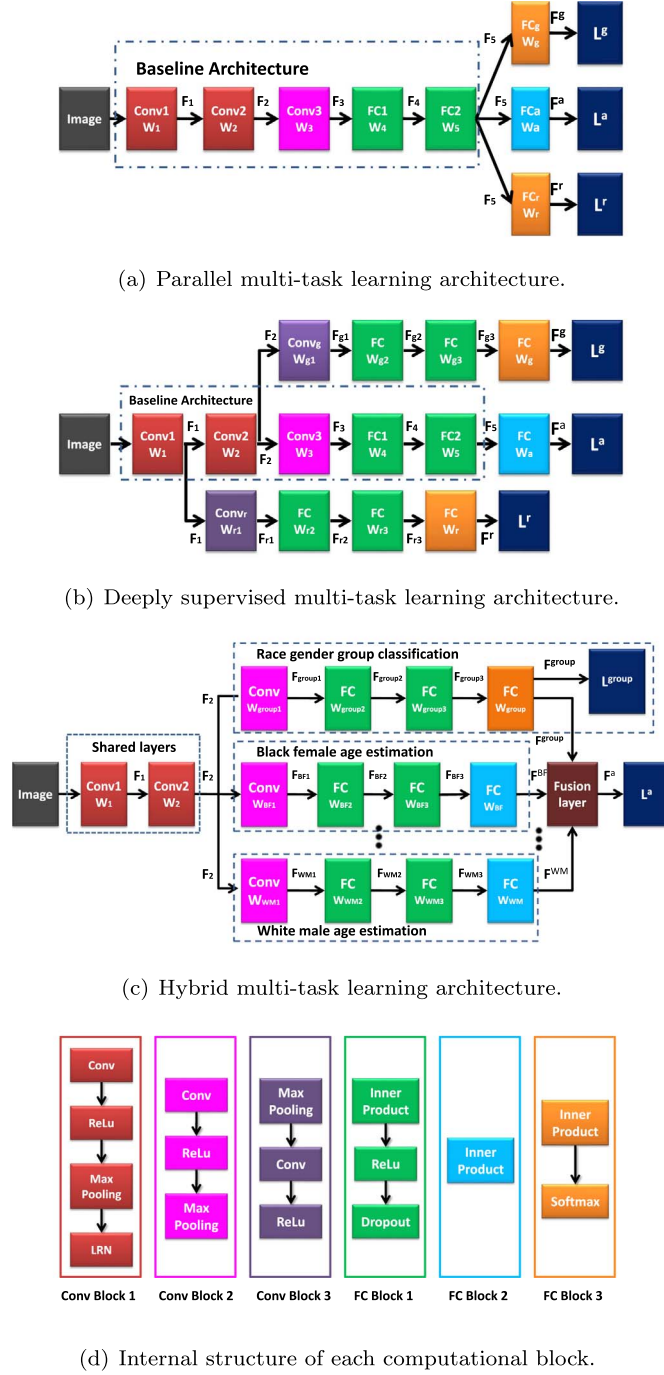 FCg
Wg
Fg
Lg
F5
Baseline Architecture
Image
Conv1
W1
F1
Conv2
W2
F2
Conv3
W3
F3
FC1
W4
F4
FC2
W5
F5
FCa
Wa
Fa
La
F5
FCr
Wr
Fr
Lr
(a) Parallel multi-task learning architecture.
F2
Convg
Wg1
Fg1
FC
Wg2
Fg2
FC
Wg3
Fg3
FC
Wg
Fg
Lg
Baseline Architecture
Image
Conv1
W1
F1
Conv2
W2
F2
Conv3
W3
F3
FC1
W4
F4
FC2
W5
F5
FC
Wa
Fa
La
F1
Convr
Wr1
Fr1
FC
Wr2
Fr2
FC
Wr3
Fr3
FC
Wr
Fr
Lr
(b) Deeply supervised multi-task learning architecture.
Race gender group classification
F2
Conv
Wgroup1
Fgroup1
FC
Wgroup2
Fgroup2
FC
Wgroup3
Fgroup3
FC
Wgroup
Fgroup
Lgroup
Fgroup
Shared layers
Image
Conv1
W1
F1
Conv2
W2
F2
Black female age estimation
Conv
WBF1
FBF1
FC
WBF2
FBF2
FC
WBF3
FBF3
FC
WBF
FBF
Fusion
layer
Fa
La
F2
Conv
WWM1
FWM1
FC
WWM2
FWM2
FC
WWM3
FWM3
FC
WWM
FWM
White male age estimation
(c) Hybrid multi-task learning architecture.
Conv
ReLu
Max
Pooling
LRN
Conv Block 1
Conv
ReLu
Max
Pooling
Conv Block 2
Max
Pooling
Conv
ReLu
Conv Block 3
Inner
Product
ReLu
Dropout
FC Block 1
Inner
Product
FC Block 2
Inner
Product
Softmax
FC Block 3
(d) Internal structure of each computational block.